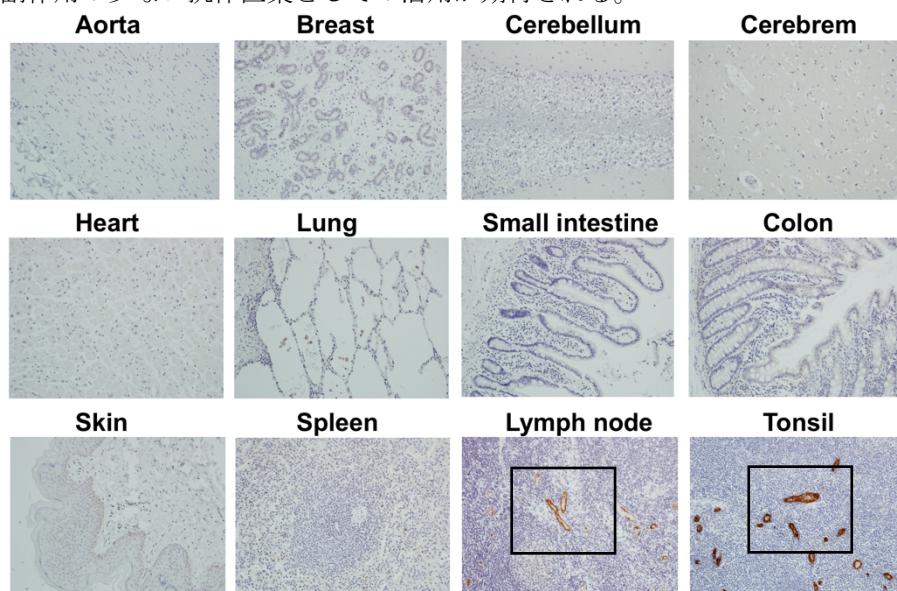 Aorta Breast Cerebellum Cerebrem
Heart Lung Small intestine Colon
Skin Spleen Lymph node Tonsil